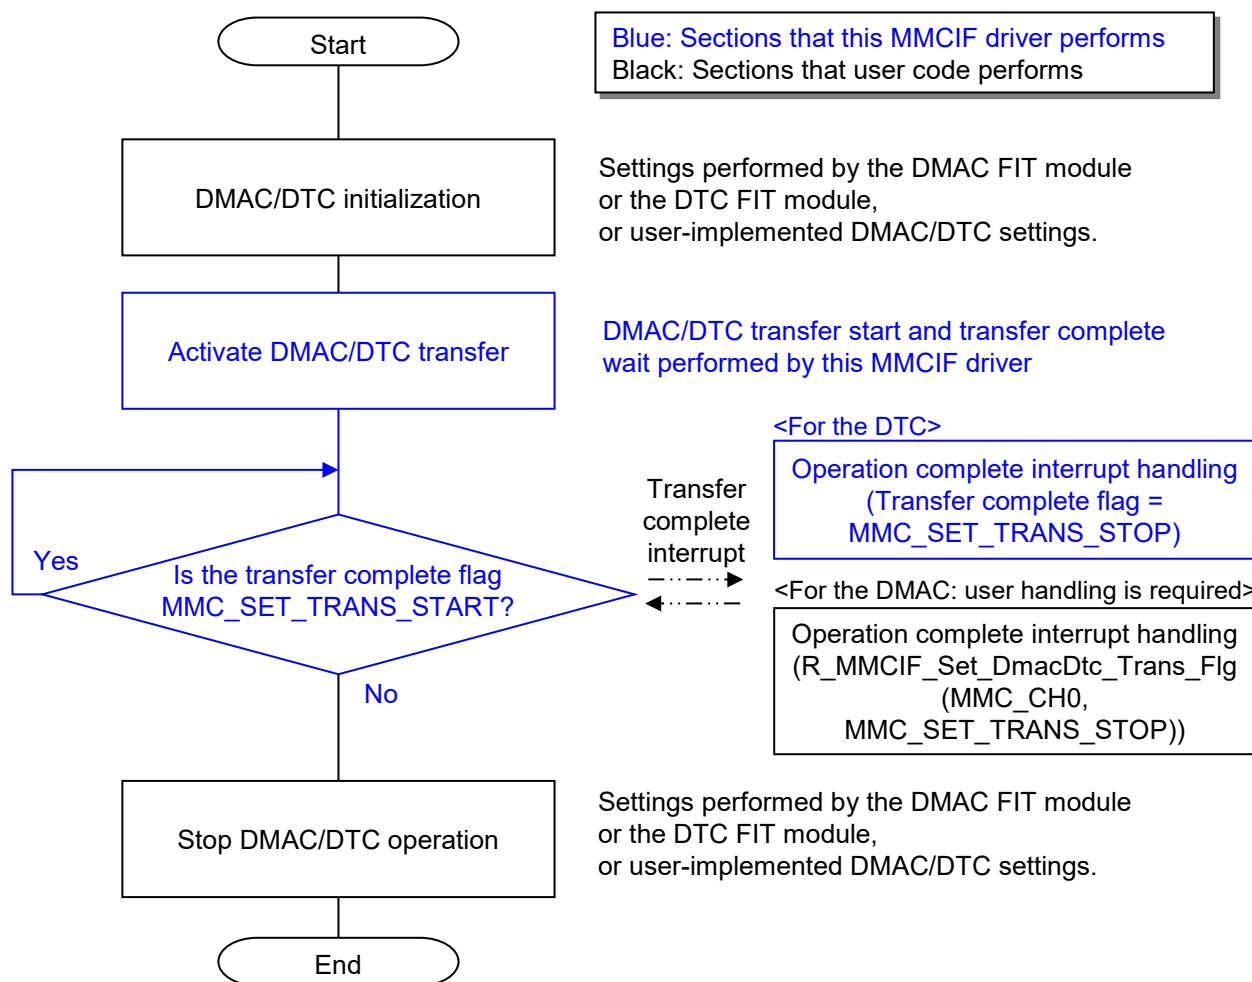 Start
Blue: Sections that this MMCIF driver performs
Black: Sections that user code performs
DMAC/DTC initialization
Settings performed by the DMAC FIT module
or the DTC FIT module,
or user-implemented DMAC/DTC settings.
Activate DMAC/DTC transfer
DMAC/DTC transfer start and transfer complete
wait performed by this MMCIF driver
<For the DTC>
Operation complete interrupt handling
(Transfer complete flag =
MMC_SET_TRANS_STOP)
Transfer
complete
interrupt
Yes
Is the transfer complete flag
MMC_SET_TRANS_START?
<For the DMAC: user handling is required>
Operation complete interrupt handling
(R_MMCIF_Set_DmacDtc_Trans_Flg
(MMC_CH0,
MMC_SET_TRANS_STOP))
No
Stop DMAC/DTC operation
Settings performed by the DMAC FIT module
or the DTC FIT module,
or user-implemented DMAC/DTC settings.
End